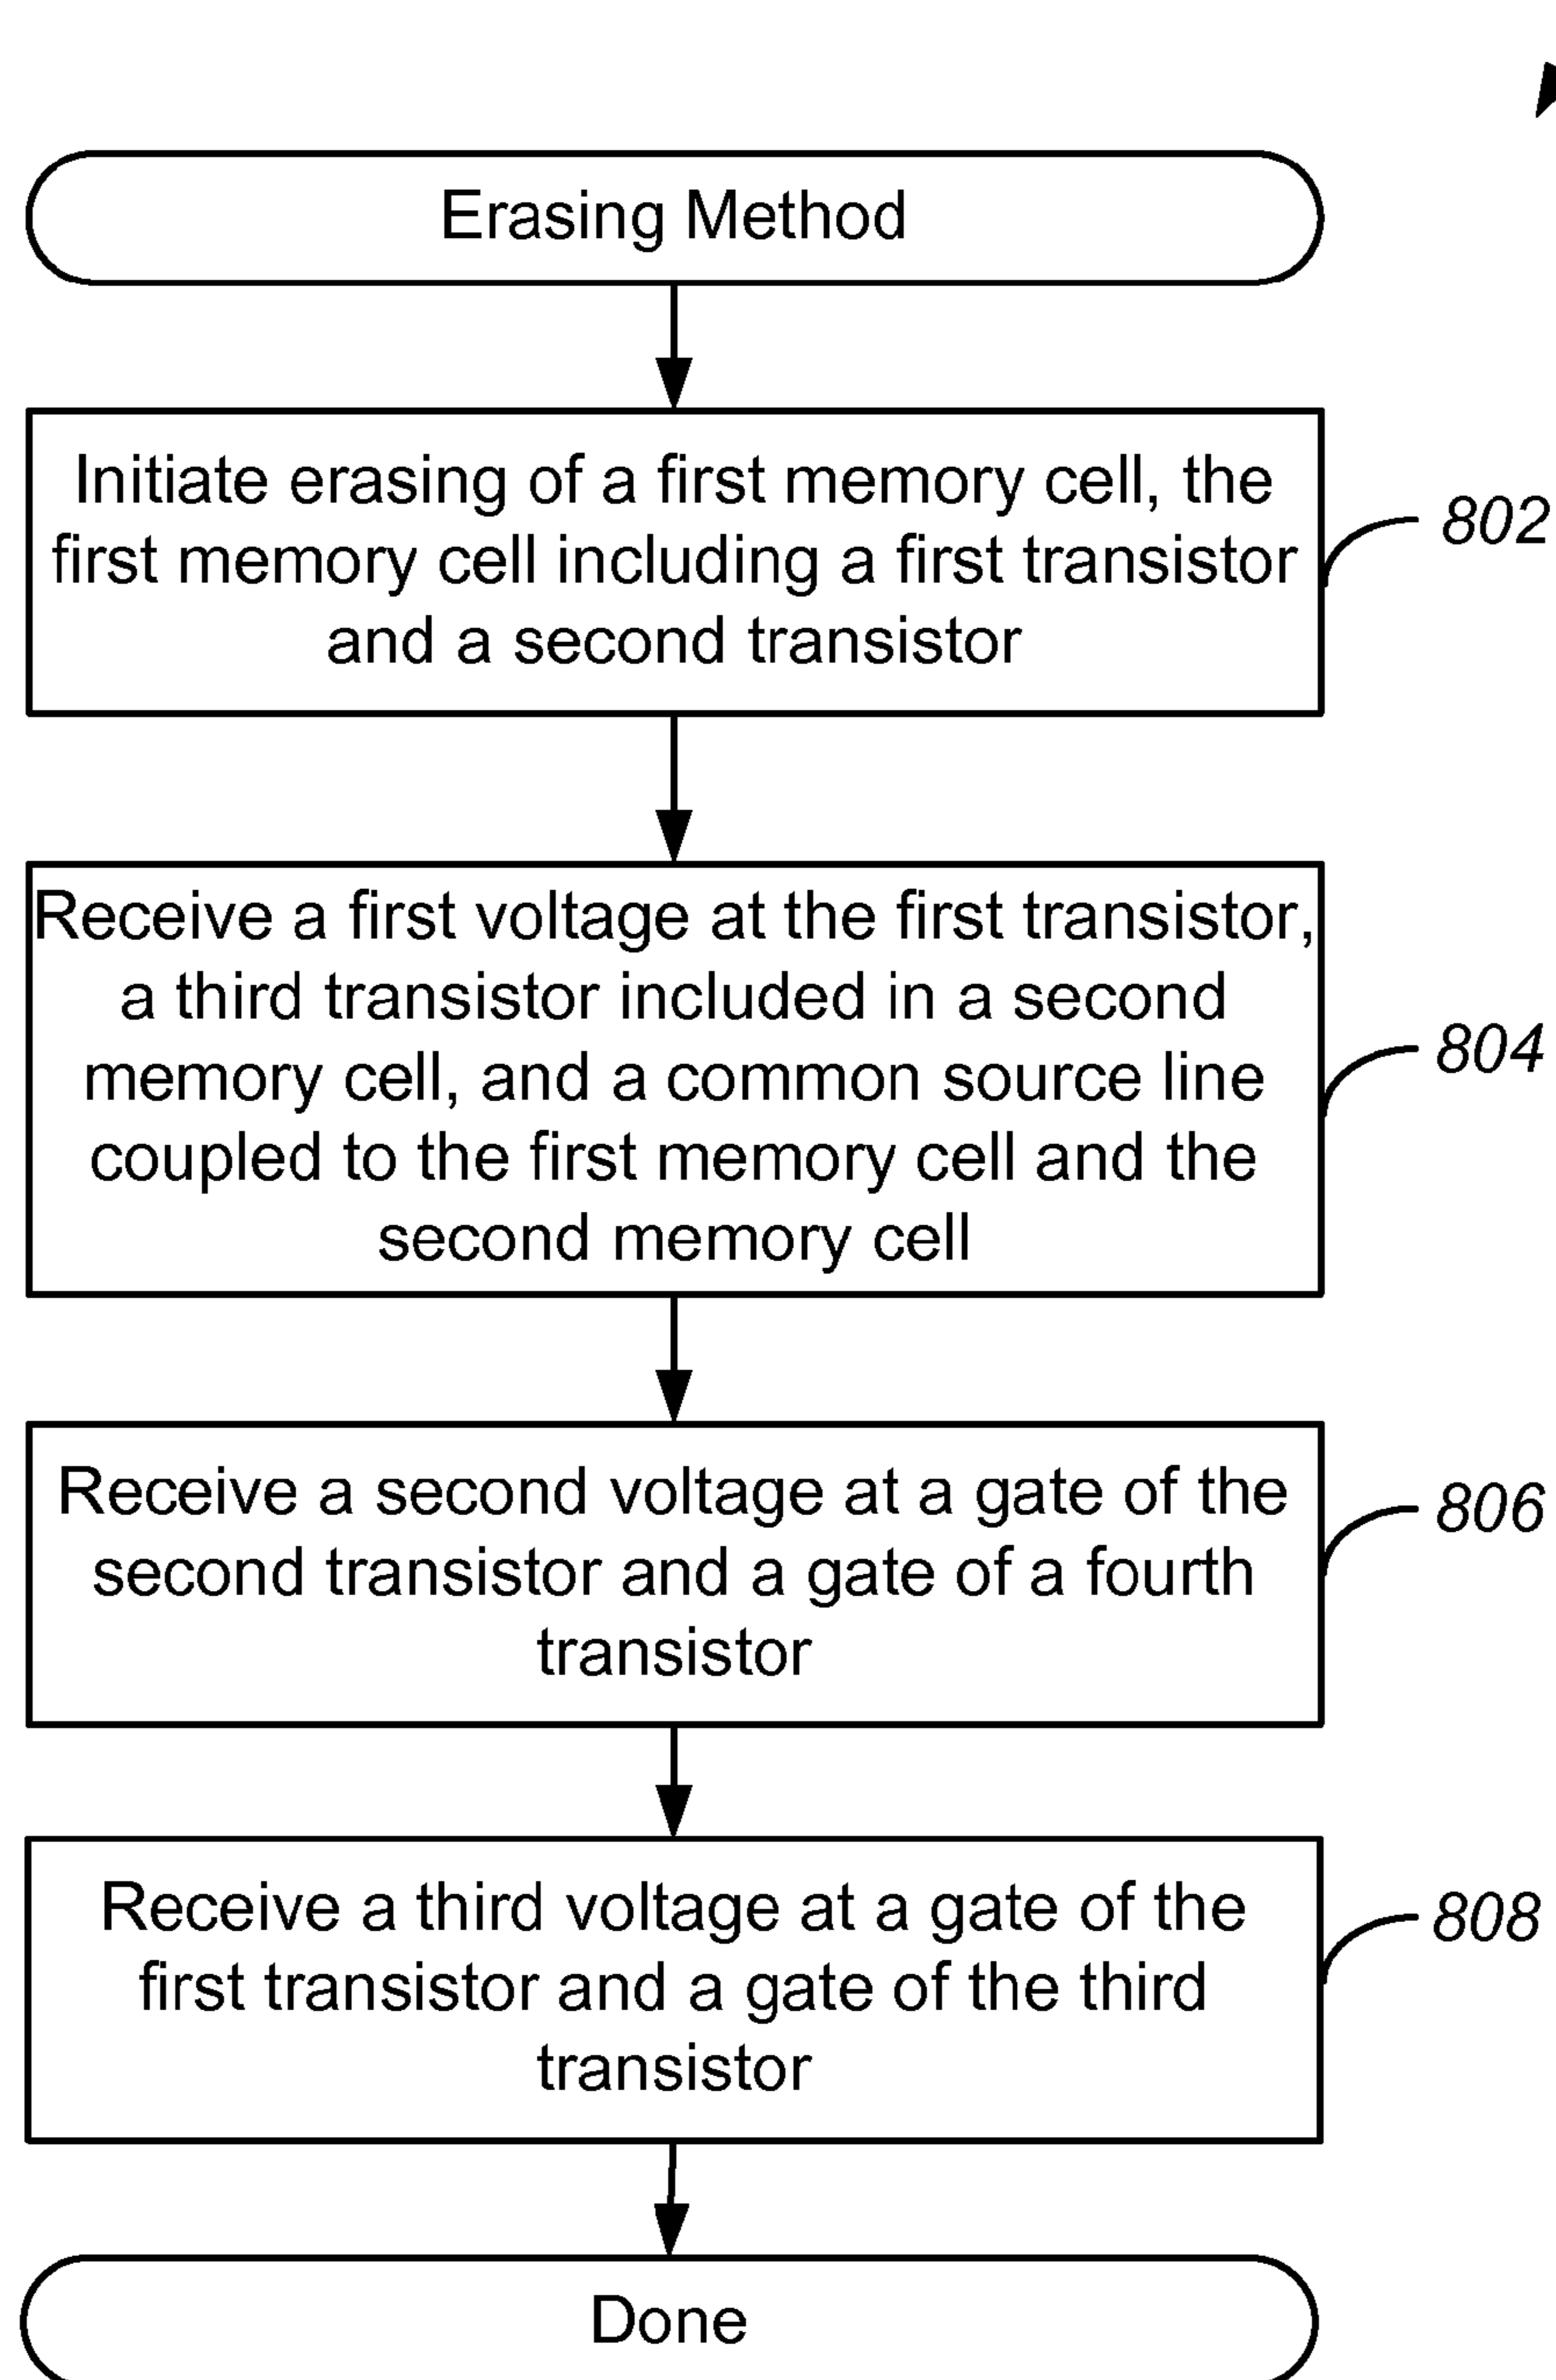 Erasing Method
Initiate erasing of a first memory cell, the
first memory cell including a first transistor
and a second transistor
802
Receive a first voltage at the first transistor,
a third transistor included in a second
memory cell, and a common source line
coupled to the first memory cell and the
second memory cell
804
Receive a second voltage at a gate of the
second transistor and a gate of a fourth
transistor
806
Receive a third voltage at a gate of the
first transistor and a gate of the third
transistor
808
Done